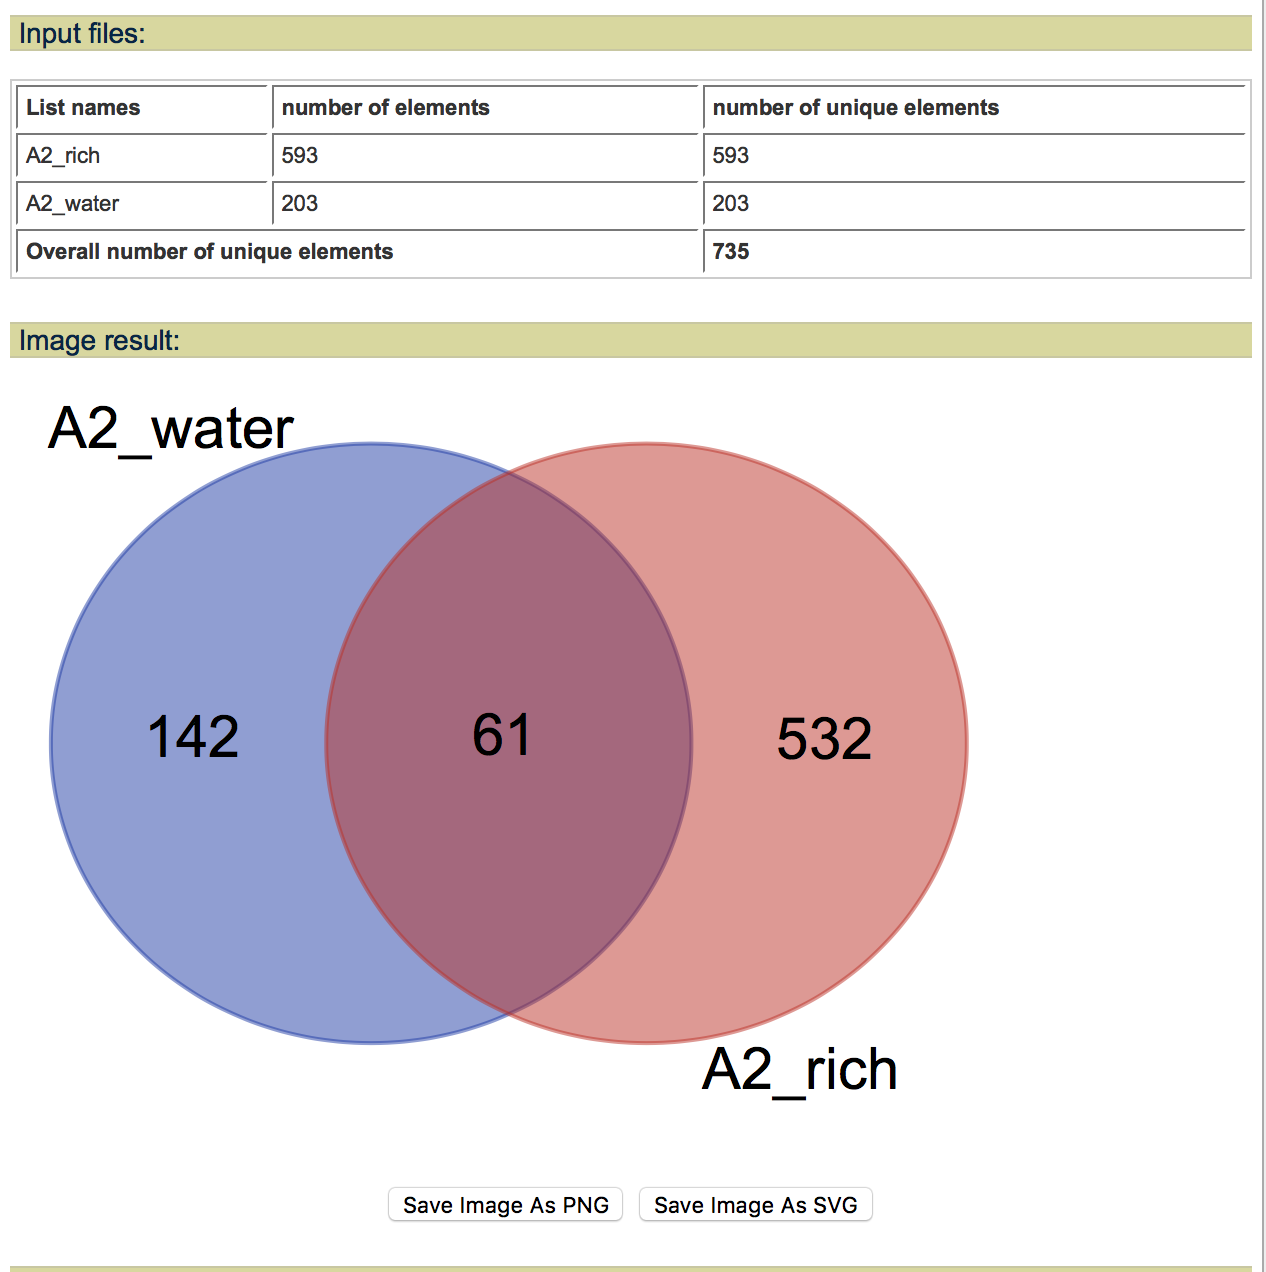 Input files:
List names number of elements number of unique elements
A2_rich 593 593
A2_water 203 203
Overall number of unique elements 735
Image result:
A2_water
142 61 532
A2_rich
Save Image As PNG Save Image As SVG